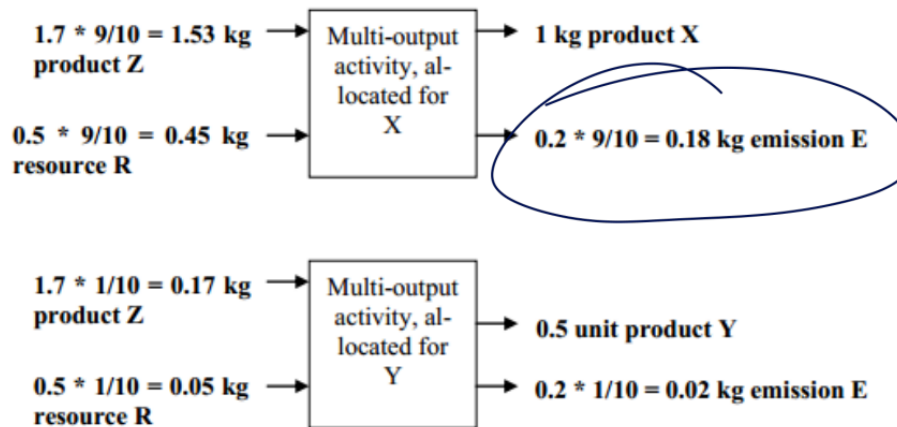 1.7 * 9/10 = 1.53 kg
product Z
0.5 * 9/10 = 0.45 kg
resource R
Multi-output
activity, al-
located for
X
1 kg product X
0.2 * 9/10 = 0.18 kg emission E
1.7 * 1/10 = 0.17 kg
product Z
0.5 * 1/10 = 0.05 kg
resource R
Multi-output
activity, al-
located for
Y
0.5 unit product Y
0.2 * 1/10 = 0.02 kg emission E